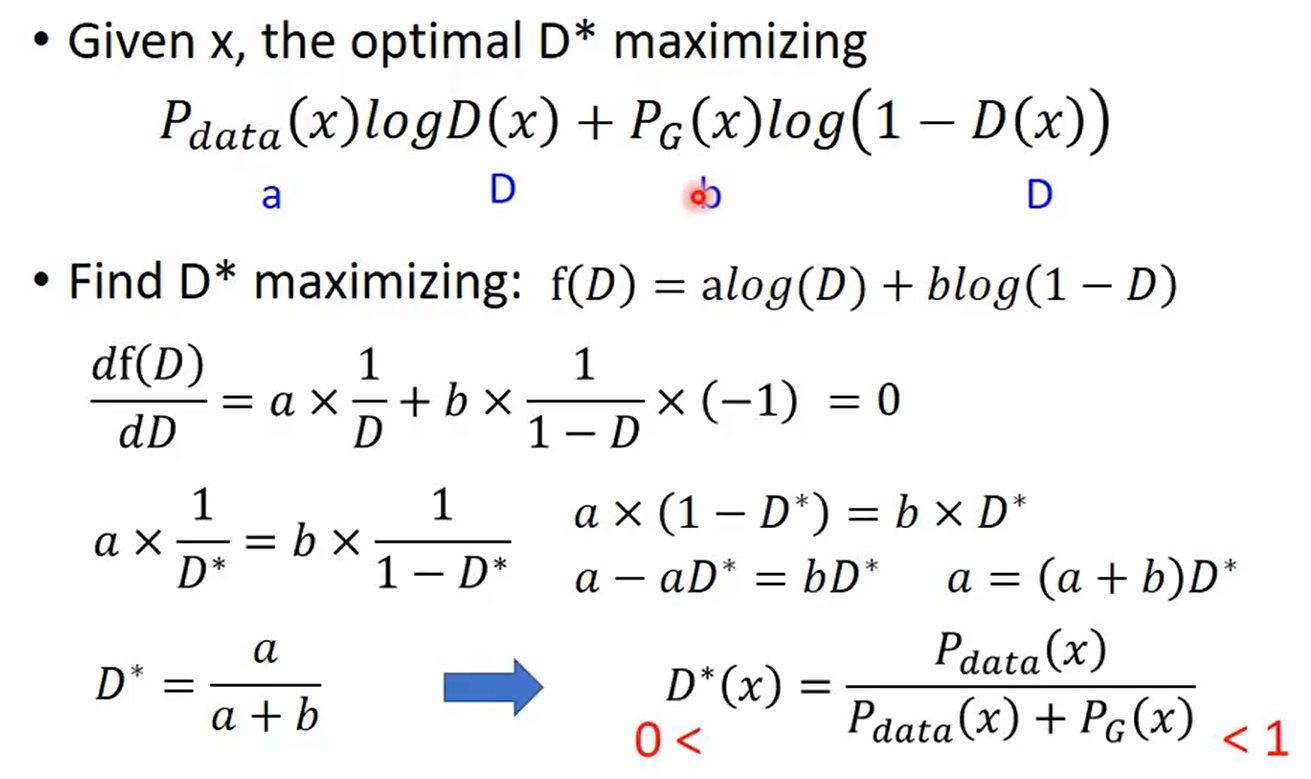 • Given x, the optimal D* maximizing
P_data(x)logD(x) + P_G(x)log(1 − D(x))
a D b D
• Find D* maximizing: f(D) = alog(D) + blog(1 − D)
df(D)/dD = a × 1/D + b × 1/(1 − D) × (−1) = 0
a × 1/D* = b × 1/(1 − D*)
a × (1 − D*) = b × D*
a − aD* = bD* a = (a + b)D*
D* = a/(a + b)
D*(x) = P_data(x)/(P_data(x) + P_G(x))
0 < < 1